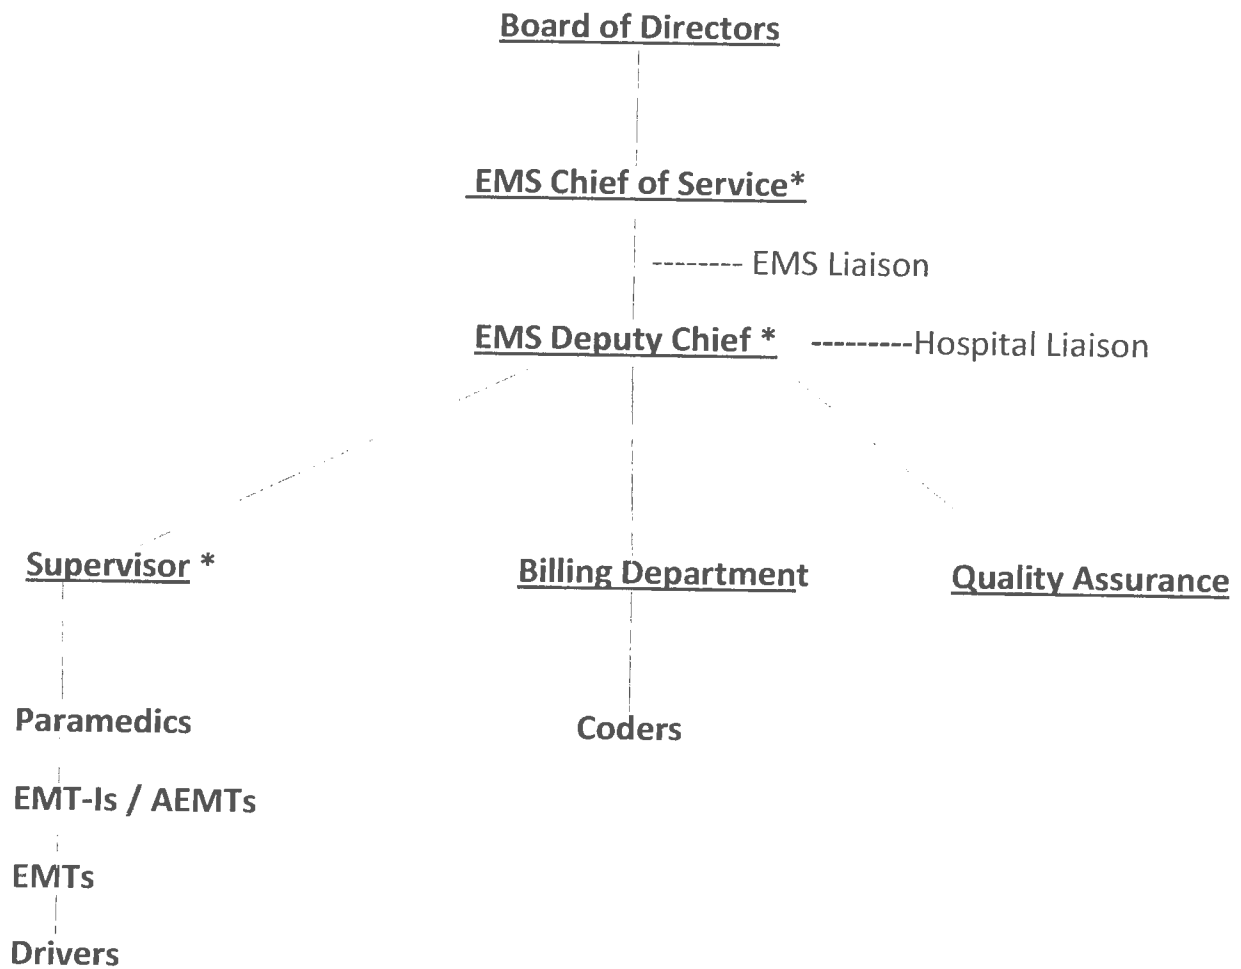 Board of Directors
EMS Chief of Service*
-------- EMS Liaison
EMS Deputy Chief * ---------Hospital Liaison
Supervisor * Billing Department Quality Assurance
Paramedics Coders
EMT-Is / AEMTs
EMTs
Drivers